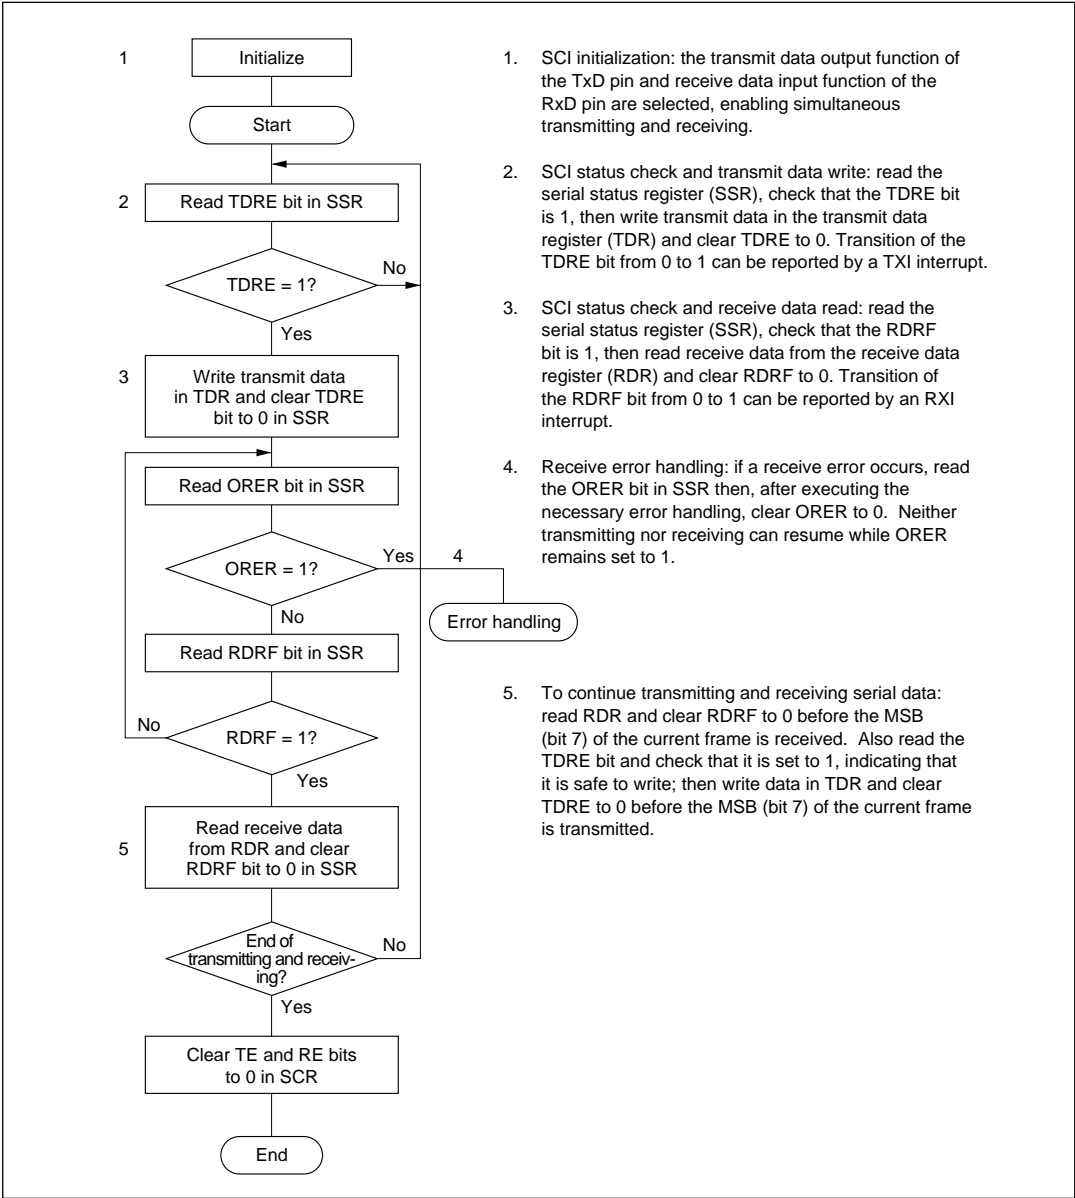 1
Initialize
Start
2
Read TDRE bit in SSR
TDRE = 1?
No
Yes
3
Write transmit data
in TDR and clear TDRE
bit to 0 in SSR
Read ORER bit in SSR
ORER = 1?
Yes
4
Error handling
No
Read RDRF bit in SSR
No
RDRF = 1?
Yes
5
Read receive data
from RDR and clear
RDRF bit to 0 in SSR
End of
transmitting and receiv-
ing?
No
Yes
Clear TE and RE bits
to 0 in SCR
End
1. SCI initialization: the transmit data output function of
the TxD pin and receive data input function of the
RxD pin are selected, enabling simultaneous
transmitting and receiving.
2. SCI status check and transmit data write: read the
serial status register (SSR), check that the TDRE bit
is 1, then write transmit data in the transmit data
register (TDR) and clear TDRE to 0. Transition of the
TDRE bit from 0 to 1 can be reported by a TXI interrupt.
3. SCI status check and receive data read: read the
serial status register (SSR), check that the RDRF
bit is 1, then read receive data from the receive data
register (RDR) and clear RDRF to 0. Transition of
the RDRF bit from 0 to 1 can be reported by an RXI
interrupt.
4. Receive error handling: if a receive error occurs, read
the ORER bit in SSR then, after executing the
necessary error handling, clear ORER to 0. Neither
transmitting nor receiving can resume while ORER
remains set to 1.
5. To continue transmitting and receiving serial data:
read RDR and clear RDRF to 0 before the MSB
(bit 7) of the current frame is received. Also read the
TDRE bit and check that it is set to 1, indicating that
it is safe to write; then write data in TDR and clear
TDRE to 0 before the MSB (bit 7) of the current frame
is transmitted.